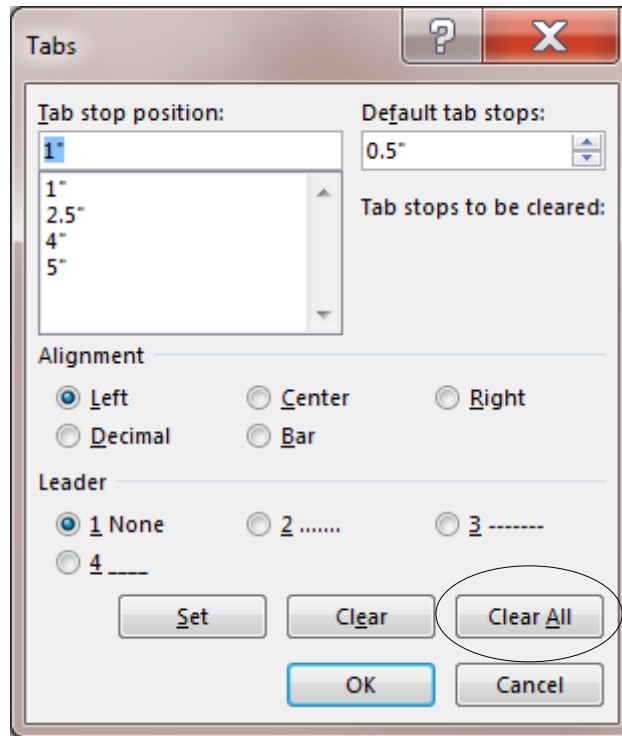 Tabs
Tab stop position: Default tab stops:
1" 0.5"
1" Tab stops to be cleared:
2.5"
4"
5"
Alignment
Left Center Right
Decimal Bar
Leader
1 None 2 ....... 3 -------
4 ____
Set Clear Clear All
OK Cancel